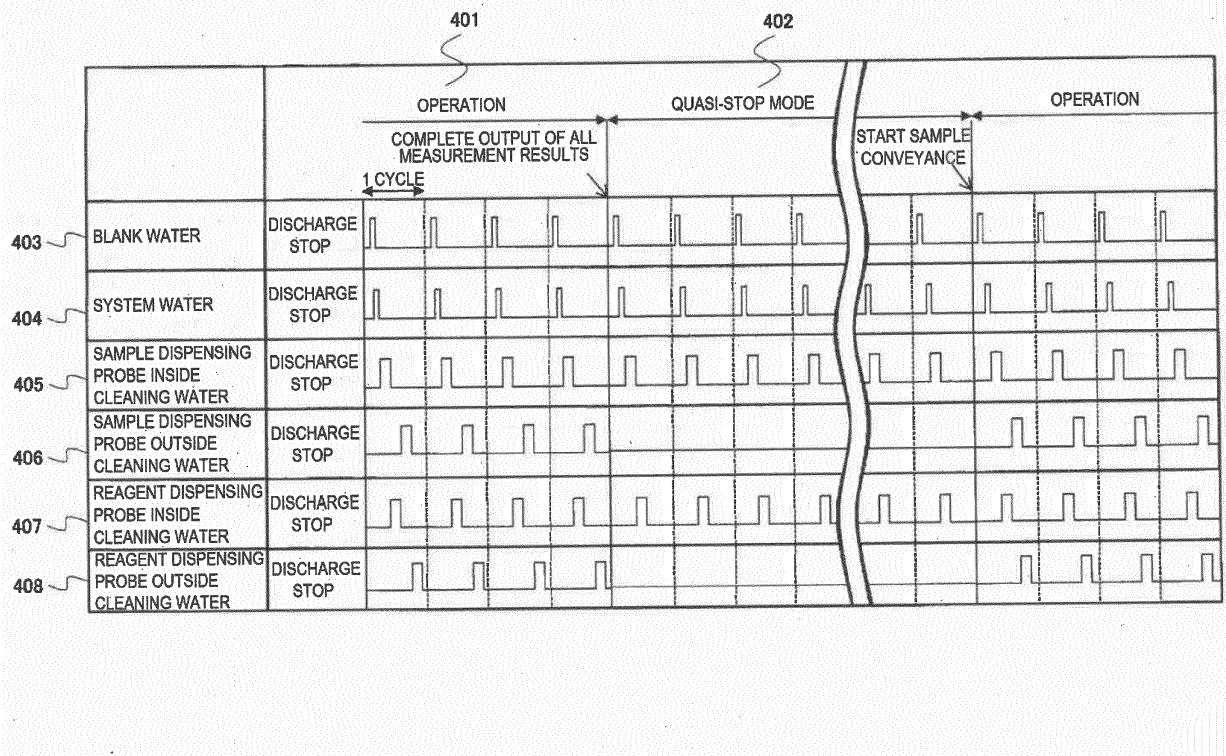 401
402
OPERATION
QUASI-STOP MODE
OPERATION
COMPLETE OUTPUT OF ALL
MEASUREMENT RESULTS
START SAMPLE
CONVEYANCE
1 CYCLE
403
BLANK WATER
DISCHARGE
STOP
404
SYSTEM WATER
DISCHARGE
STOP
405
SAMPLE DISPENSING
PROBE INSIDE
CLEANING WATER
DISCHARGE
STOP
406
SAMPLE DISPENSING
PROBE OUTSIDE
CLEANING WATER
DISCHARGE
STOP
407
REAGENT DISPENSING
PROBE INSIDE
CLEANING WATER
DISCHARGE
STOP
408
REAGENT DISPENSING
PROBE OUTSIDE
CLEANING WATER
DISCHARGE
STOP